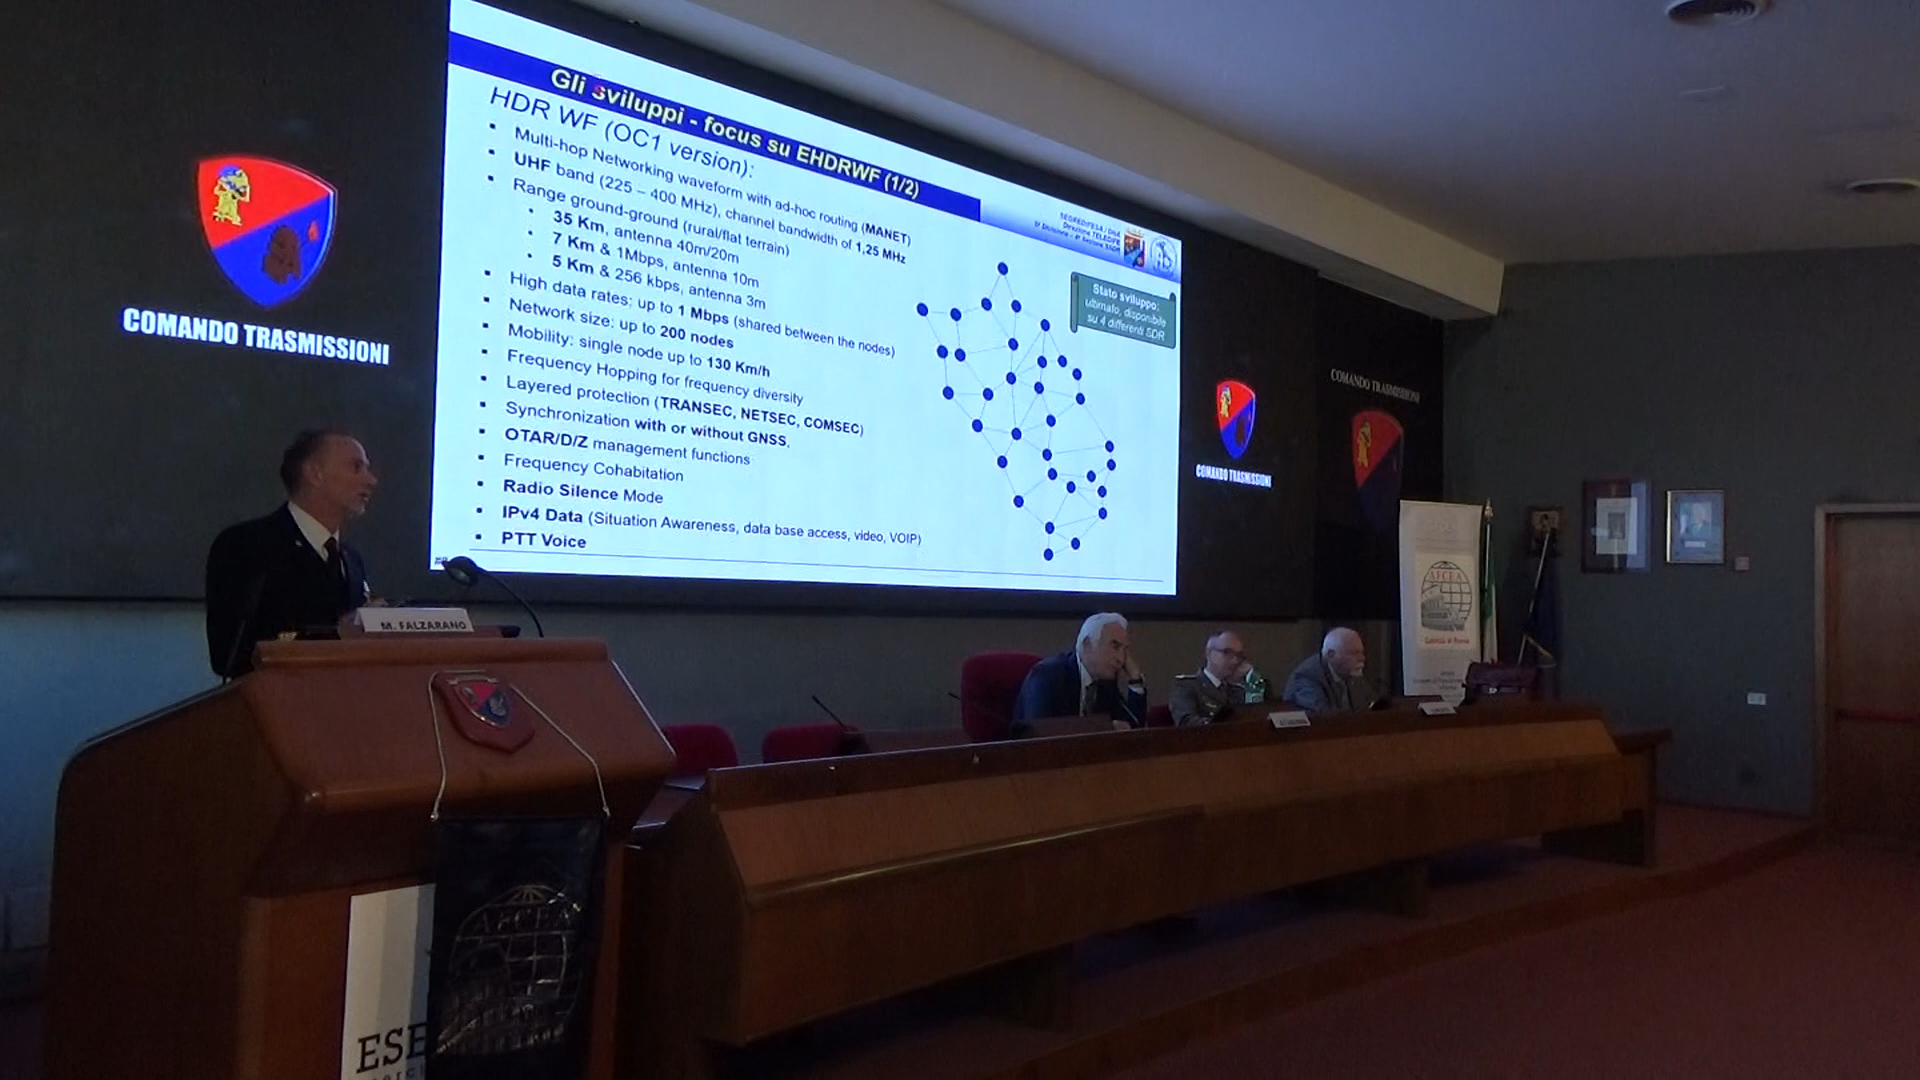 Gli sviluppi - focus su EHDRWF (1/2)
SEGREDIFESA / DNA
Direzione TELEDIFE
HDR WF (OC1 version):
Multi-hop Networking waveform with ad-hoc routing (MANET)
UHF band (225 – 400 MHz), channel bandwidth of 1,25 MHz
Range ground-ground (rural/flat terrain)
35 Km, antenna 40m/20m
7 Km & 1Mbps, antenna 10m
5 Km & 256 kbps, antenna 3m
High data rates: up to 1 Mbps (shared between the nodes)
Network size: up to 200 nodes
Mobility: single node up to 130 Km/h
Frequency Hopping for frequency diversity
Layered protection (TRANSEC, NETSEC, COMSEC)
Synchronization with or without GNSS.
OTAR/D/Z management functions
Frequency Cohabitation
Radio Silence Mode
IPv4 Data (Situation Awareness, data base access, video, VOIP)
PTT Voice
Stato sviluppo:
ultimato, disponibile
su 4 differenti SDR
COMANDO TRASMISSIONI
COMANDO TRASMISSIONI
COMANDO TRASMISSIONI
M. FALZARANO
AFCEA
AFCEA
ESE